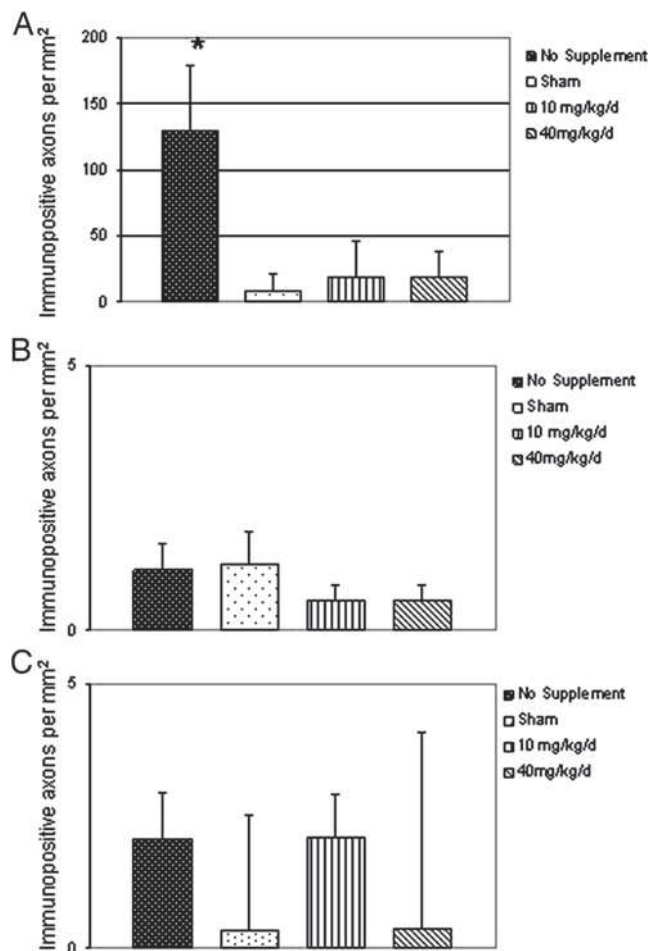 A
Immunopositive axons per mm²
200
150
100
50
0
*
No Supplement
Sham
10 mg/kg/d
40mg/kg/d
B
Immunopositive axons per mm²
5
0
No Supplement
Sham
10 mg/kg/d
40mg/kg/d
C
Immunopositive axons per mm²
5
0
No Supplement
Sham
10 mg/kg/d
40mg/kg/d